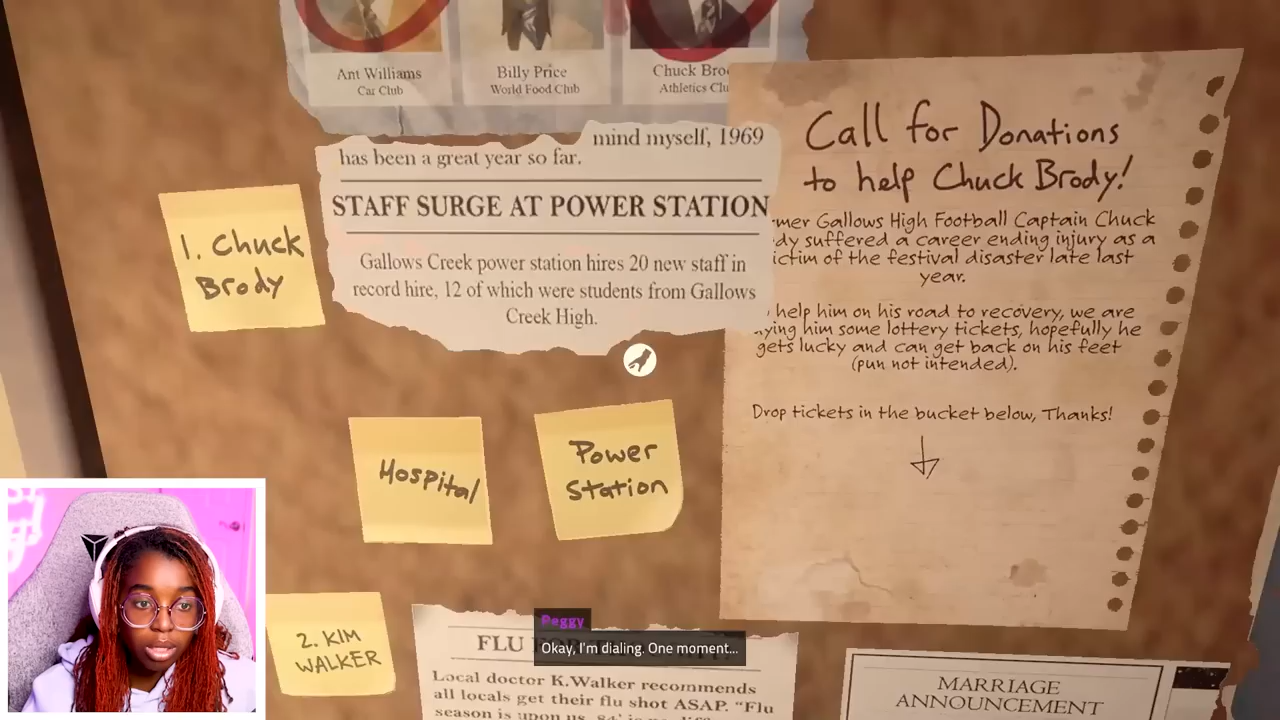 Ant Williams
Car Club
Billy Price
World Food Club
Chuck Bro
Athletics Clu
mind myself, 1969
has been a great year so far.
STAFF SURGE AT POWER STATION
Gallows Creek power station hires 20 new staff in
record hire, 12 of which were students from Gallows
Creek High.
1. Chuck
Brody
Call for Donations
to help Chuck Brody!
mer Gallows High Football Captain Chuck
dy suffered a career ending injury as a
ictim of the festival disaster late last
year.
help him on his road to recovery, we are
ying him some lottery tickets, hopefully he
gets lucky and can get back on his feet
(pun not intended).
Drop tickets in the bucket below, Thanks!
Hospital
Power
Station
2. KIM
WALKER
FLU
Peggy
Okay, I'm dialing. One moment...
Local doctor K.Walker recommends
all locals get their flu shot ASAP. "Flu
season is upon us,
MARRIAGE
ANNOUNCEMENT